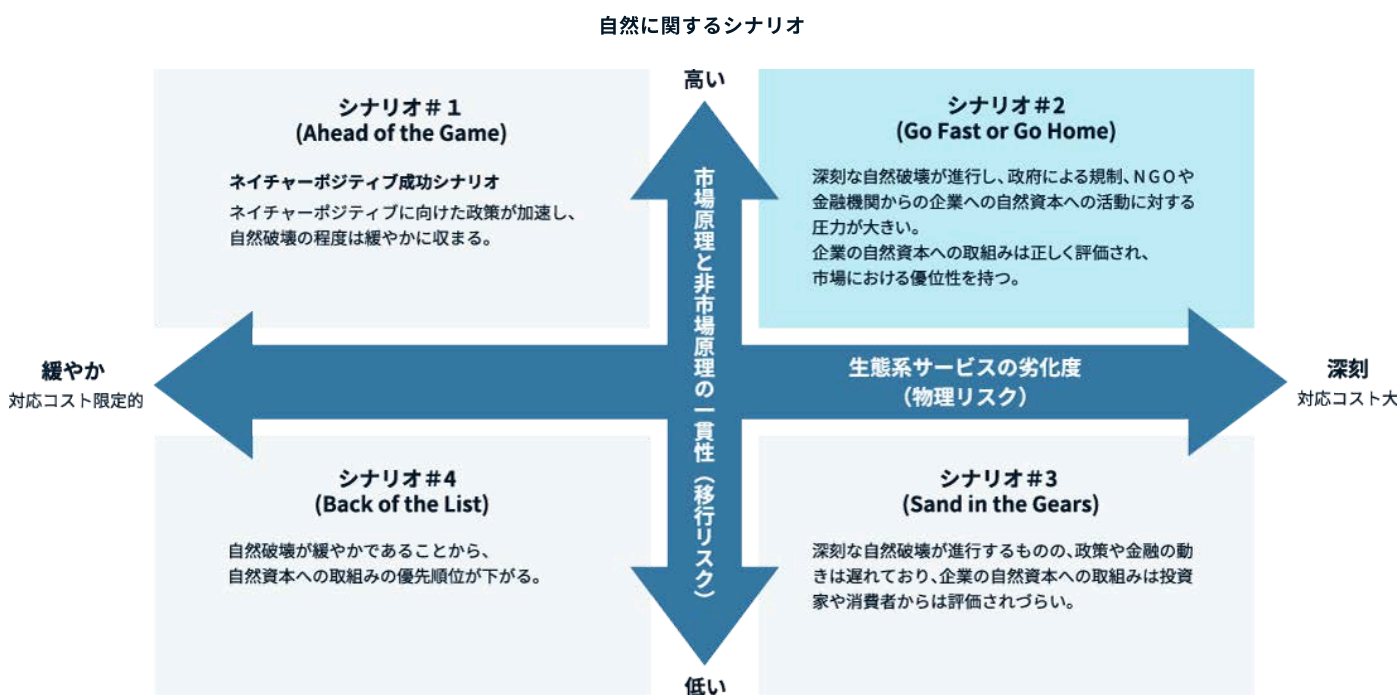 自然に関するシナリオ
高い
シナリオ＃１
(Ahead of the Game)
ネイチャーポジティブ成功シナリオ
ネイチャーポジティブに向けた政策が加速し、
自然破壊の程度は緩やかに収まる。
シナリオ＃2
(Go Fast or Go Home)
深刻な自然破壊が進行し、政府による規制、ＮＧＯや
金融機関からの企業への自然資本への活動に対する
圧力が大きい。
企業の自然資本への取組みは正しく評価され、
市場における優位性を持つ。
市場原理と非市場原理の一貫性（移行リスク）
緩やか
対応コスト限定的
生態系サービスの劣化度
（物理リスク）
深刻
対応コスト大
シナリオ＃4
(Back of the List)
自然破壊が緩やかであることから、
自然資本への取組みの優先順位が下がる。
シナリオ＃3
(Sand in the Gears)
深刻な自然破壊が進行するものの、政策や金融の動
きは遅れており、企業の自然資本への取組みは投資
家や消費者からは評価されづらい。
低い